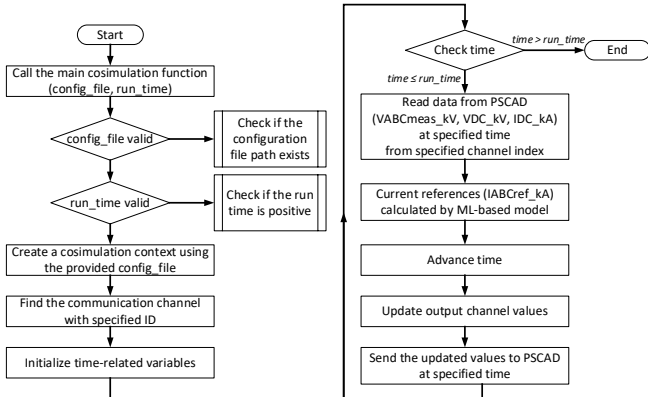 Start
Call the main cosimulation function
(config_file, run_time)
config_file valid
Check if the
configuration
file path exists
run_time valid
Check if the run
time is positive
Create a cosimulation context using
the provided config_file
Find the communication channel
with specified ID
Initialize time-related variables
Check time
time > run_time
End
time ≤ run_time
Read data from PSCAD
(VABCmeas_kV, VDC_kV, IDC_kA)
at specified time
from specified channel index
Current references (IABCref_kA)
calculated by ML-based model
Advance time
Update output channel values
Send the updated values to PSCAD
at specified time